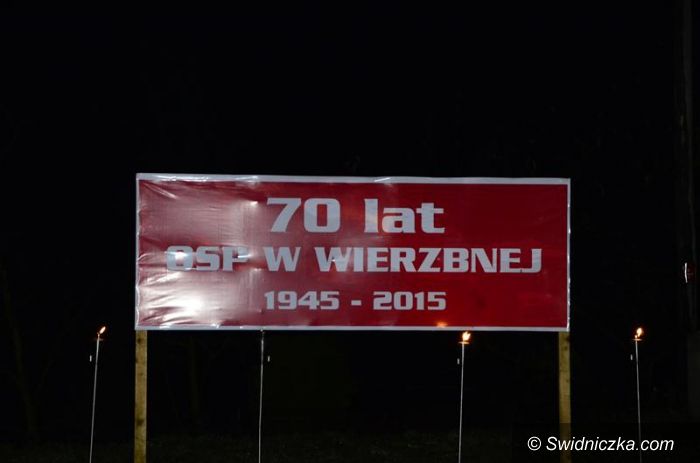 70 lat
OSP W WIERZBNEJ
1945 - 2015
© Swidniczka.com